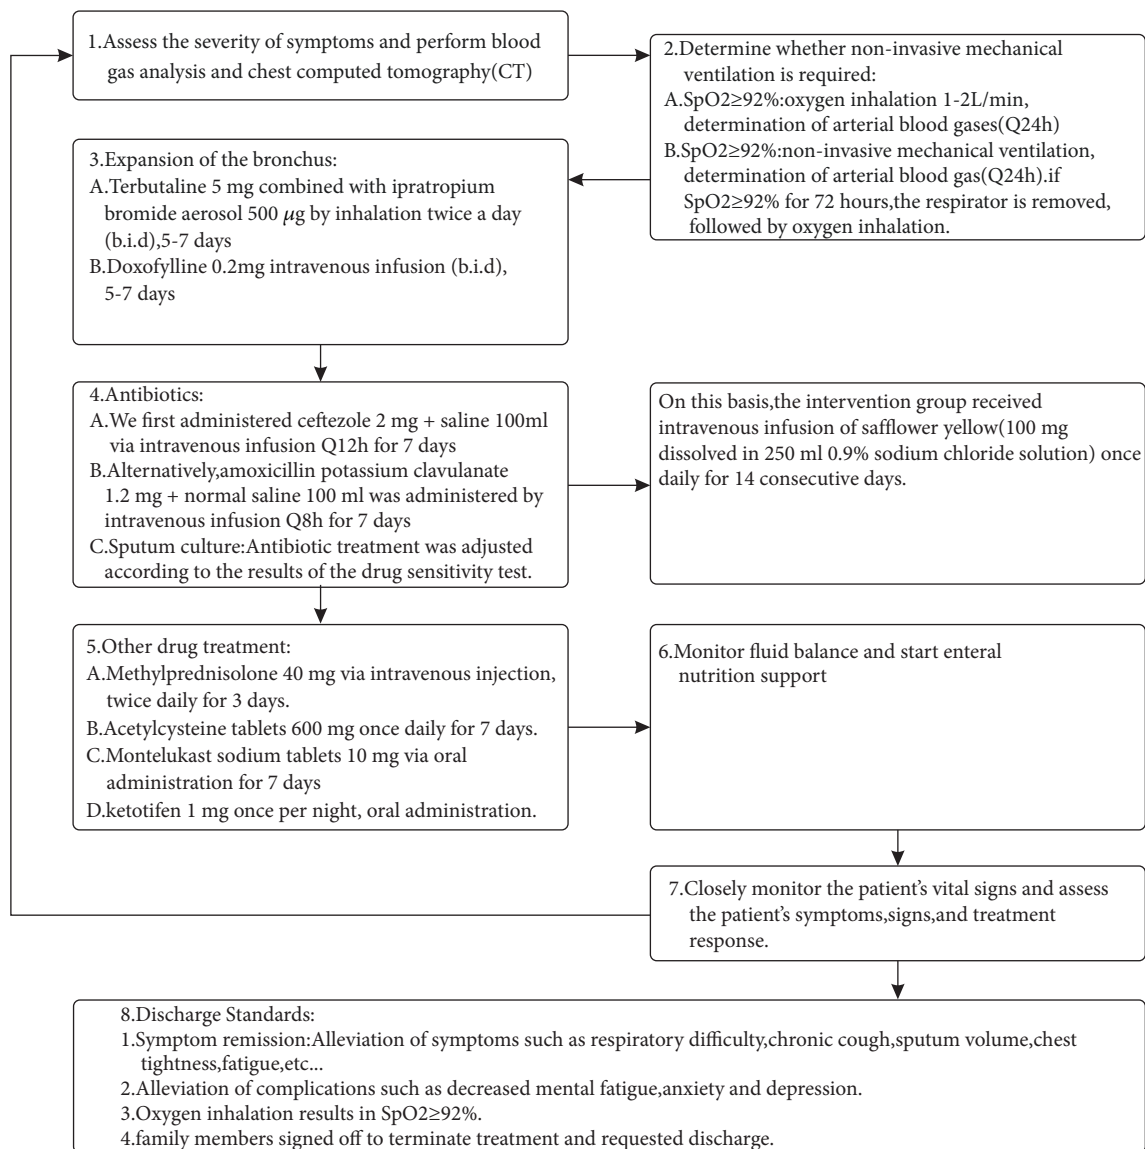 1.Assess the severity of symptoms and perform blood
gas analysis and chest computed tomography(CT)
2.Determine whether non-invasive mechanical
ventilation is required:
A.SpO2≥92%:oxygen inhalation 1-2L/min,
determination of arterial blood gases(Q24h)
B.SpO2≥92%:non-invasive mechanical ventilation,
determination of arterial blood gas(Q24h).if
SpO2≥92% for 72 hours,the respirator is removed,
followed by oxygen inhalation.
3.Expansion of the bronchus:
A.Terbutaline 5 mg combined with ipratropium
bromide aerosol 500 μg by inhalation twice a day
(b.i.d),5-7 days
B.Doxofylline 0.2mg intravenous infusion (b.i.d),
5-7 days
4.Antibiotics:
A.We first administered ceftezole 2 mg + saline 100ml
via intravenous infusion Q12h for 7 days
B.Alternatively,amoxicillin potassium clavulanate
1.2 mg + normal saline 100 ml was administered by
intravenous infusion Q8h for 7 days
C.Sputum culture:Antibiotic treatment was adjusted
according to the results of the drug sensitivity test.
On this basis,the intervention group received
intravenous infusion of safflower yellow(100 mg
dissolved in 250 ml 0.9% sodium chloride solution) once
daily for 14 consecutive days.
5.Other drug treatment:
A.Methylprednisolone 40 mg via intravenous injection,
twice daily for 3 days.
B.Acetylcysteine tablets 600 mg once daily for 7 days.
C.Montelukast sodium tablets 10 mg via oral
administration for 7 days
D.ketotifen 1 mg once per night, oral administration.
6.Monitor fluid balance and start enteral
nutrition support
7.Closely monitor the patient's vital signs and assess
the patient's symptoms,signs,and treatment
response.
8.Discharge Standards:
1.Symptom remission:Alleviation of symptoms such as respiratory difficulty,chronic cough,sputum volume,chest
tightness,fatigue,etc...
2.Alleviation of complications such as decreased mental fatigue,anxiety and depression.
3.Oxygen inhalation results in SpO2≥92%.
4.family members signed off to terminate treatment and requested discharge.